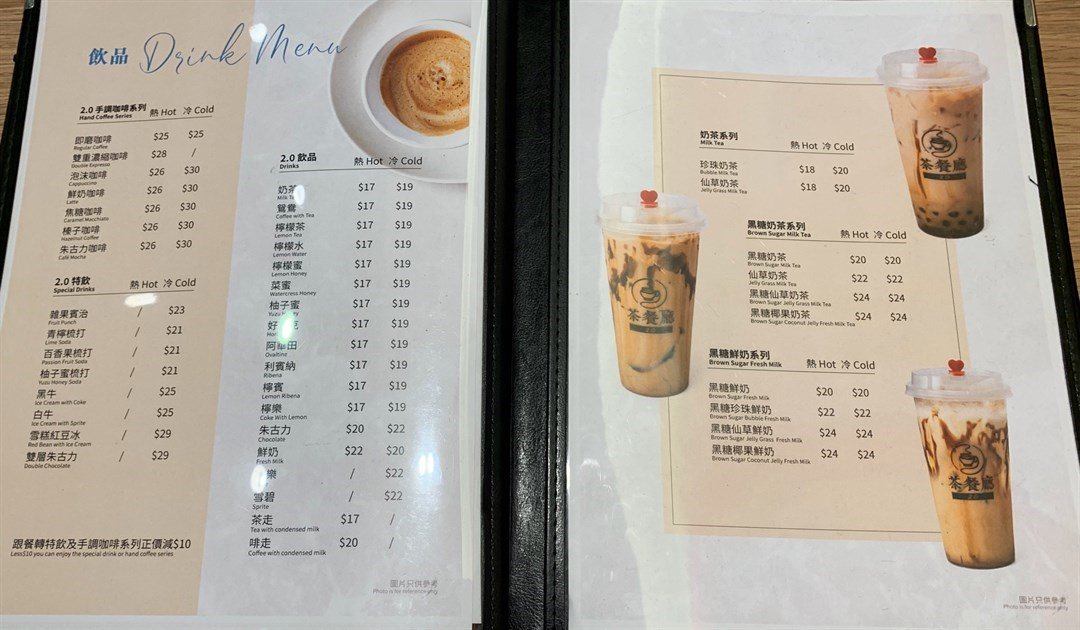 飲品 Drink Menu
2.0 手調咖啡系列 熱 Hot 冷 Cold
Hand Coffee Series
即磨咖啡 $25 $25
Regular Coffee
雙重濃縮咖啡 $28 /
Double Expresso
泡沫咖啡 $26 $30
Cappuccino
鮮奶咖啡 $26 $30
Latte
焦糖咖啡 $26 $30
Caramel Macchiato
榛子咖啡 $26 $30
Hazelnut Coffee
朱古力咖啡 $26 $30
Café Mocha
2.0 特飲 熱 Hot 冷 Cold
Special Drinks
雜果賓治 / $23
Fruit Punch
青檸梳打 / $21
Lime Soda
百香果梳打 / $21
Passion Fruit Soda
柚子蜜梳打 / $21
Yuzu Honey Soda
黑牛 / $25
Ice Cream with Coke
白牛 / $25
Ice Cream with Sprite
雪糕紅豆冰 / $29
Red Bean with Ice Cream
雙層朱古力 / $29
Double Chocolate
跟餐轉特飲及手調咖啡系列正價減$10
Less$10 you can enjoy the special drink or hand coffee series
2.0 飲品 熱 Hot 冷 Cold
Drinks
奶茶 $17 $19
Milk
鴛鴦 $17 $19
Coffee with Tea
檸檬茶 $17 $19
Lemon Tea
檸檬水 $17 $19
Lemon Water
檸檬蜜 $17 $19
Lemon Honey
菜蜜 $17 $19
Watercress Honey
柚子蜜 $17 $19
Yuzu
好 $17 $19
阿華田 $17 $19
Ovaltine
利賓納 $17 $19
Ribena
檸賓 $17 $19
Lemon Ribena
檸樂 $17 $19
Coke With Lemon
朱古力 $20 $22
Chocolate
鮮奶 $22 $20
Fresh Milk
樂 / $22
雪碧 / $22
Sprite
茶走 $17 /
Tea with condensed milk
啡走 $20 /
Coffee with condensed milk
圖片只供參考
Photo is for reference only
奶茶系列 熱 Hot 冷 Cold
Milk Tea
珍珠奶茶 $18 $20
Bubble Milk Tea
仙草奶茶 $18 $20
Jelly Grass Milk Tea
黑糖奶茶系列 熱 Hot 冷 Cold
Brown Sugar Milk Tea
黑糖奶茶 $20 $20
Brown Sugar Milk Tea
仙草奶茶 $22 $22
Jelly Grass Milk Tea
黑糖仙草奶茶 $24 $24
Brown Sugar Jelly Grass Milk Tea
黑糖椰果奶茶 $24 $24
Brown Sugar Coconut Jelly Fresh Milk Tea
黑糖鮮奶系列 熱 Hot 冷 Cold
Brown Sugar Fresh Milk
黑糖鮮奶 $20 $20
Brown Sugar Fresh Milk
黑糖珍珠鮮奶 $22 $22
Brown Sugar Bubble Fresh Milk
黑糖仙草鮮奶 $24 $24
Brown Sugar Jelly Grass Fresh Milk
黑糖椰果鮮奶 $24 $24
Brown Sugar Coconut Jelly Fresh Milk
茶餐廳
2.0
茶餐廳
2.0
茶餐廳
2.0
圖片只供參考
Photo is for reference only